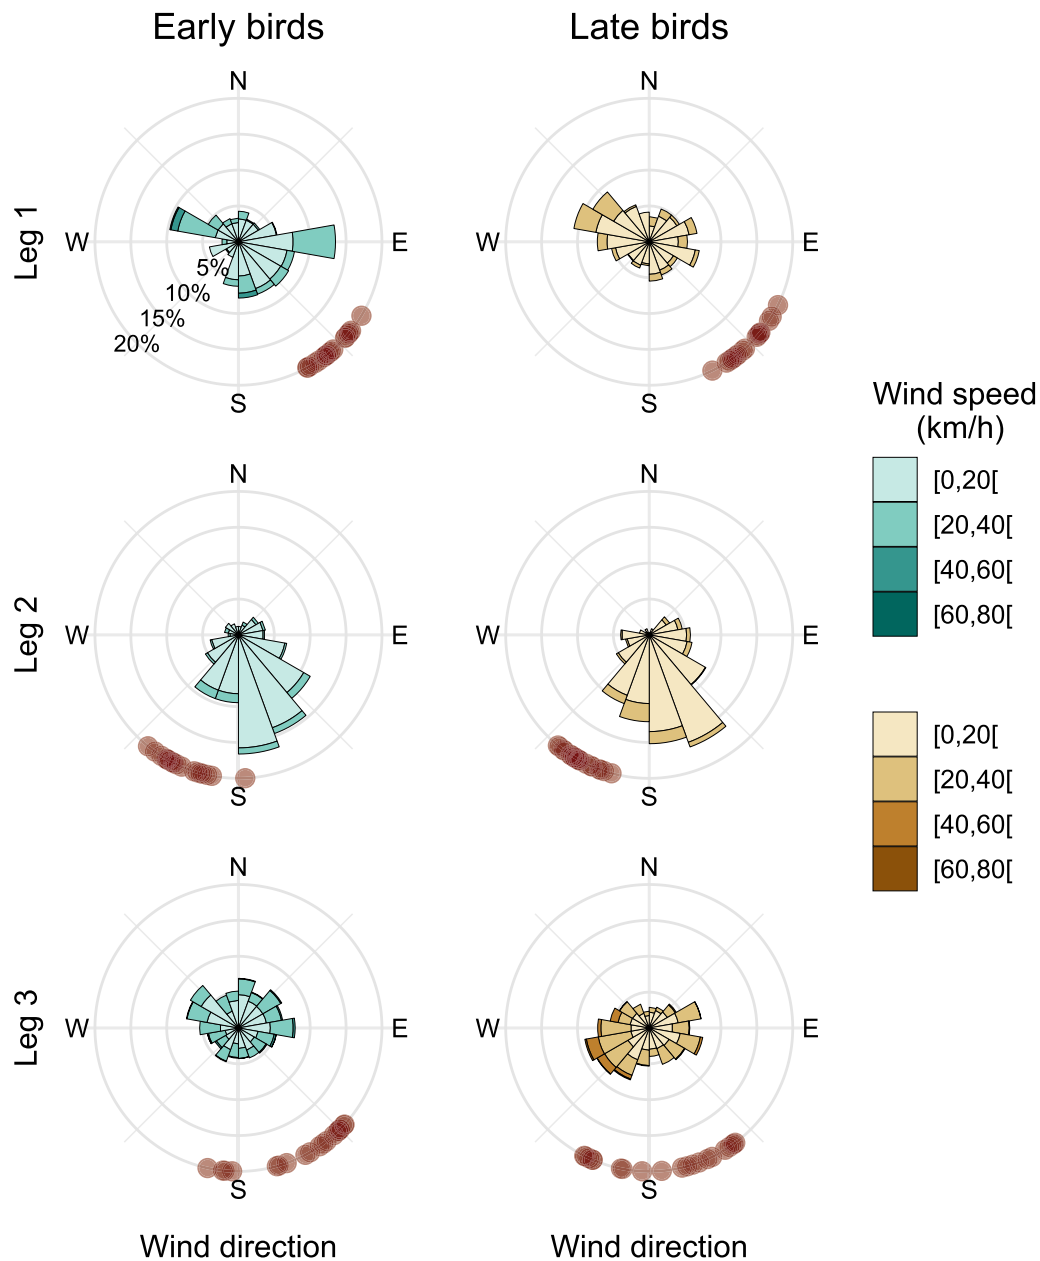 Early birds
Late birds
Leg 1
N
W
E
S
5%
10%
15%
20%
N
W
E
S
Wind speed
(km/h)
[0,20[
[20,40[
[40,60[
[60,80[
[0,20[
[20,40[
[40,60[
[60,80[
Leg 2
N
W
E
S
N
W
E
S
Leg 3
N
W
E
S
N
W
E
S
Wind direction
Wind direction